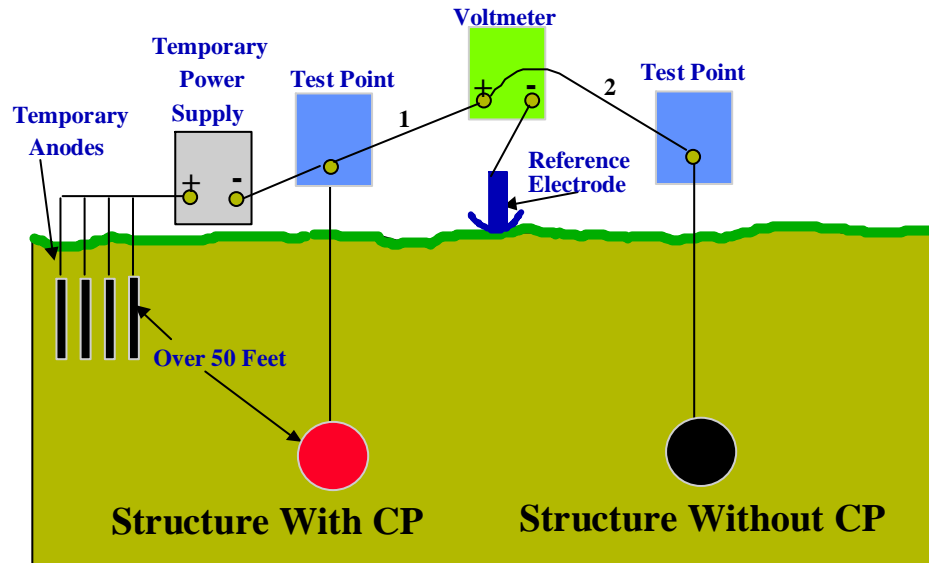 Voltmeter
+ -
Temporary
Power
Supply
+ -
Test Point
1
2
Test Point
Temporary
Anodes
Reference
Electrode
Over 50 Feet
Structure With CP
Structure Without CP